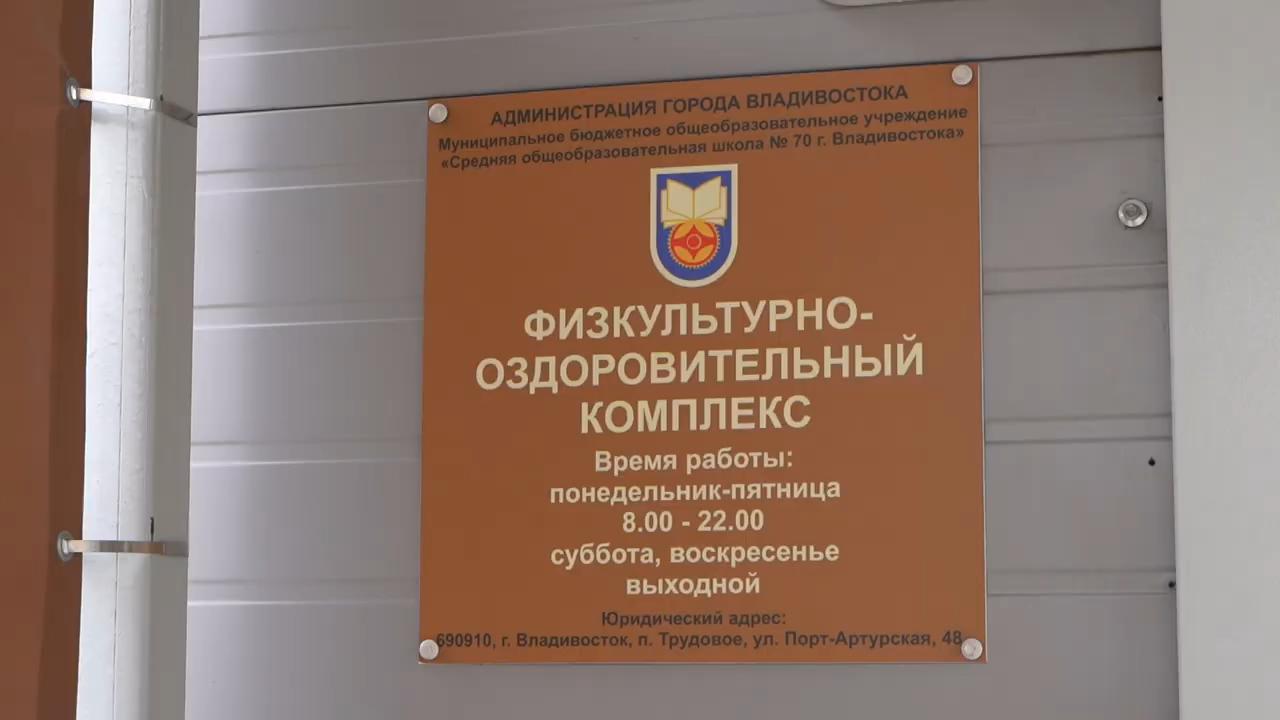 АДМИНИСТРАЦИЯ ГОРОДА ВЛАДИВОСТОКА
Муниципальное бюджетное общеобразовательное учреждение
«Средняя общеобразовательная школа № 70 г. Владивостока»
ФИЗКУЛЬТУРНО-
ОЗДОРОВИТЕЛЬНЫЙ
КОМПЛЕКС
Время работы:
понедельник-пятница
8.00 - 22.00
суббота, воскресенье
выходной
Юридический адрес:
690910, г. Владивосток, п. Трудовое, ул. Порт-Артурская, 48